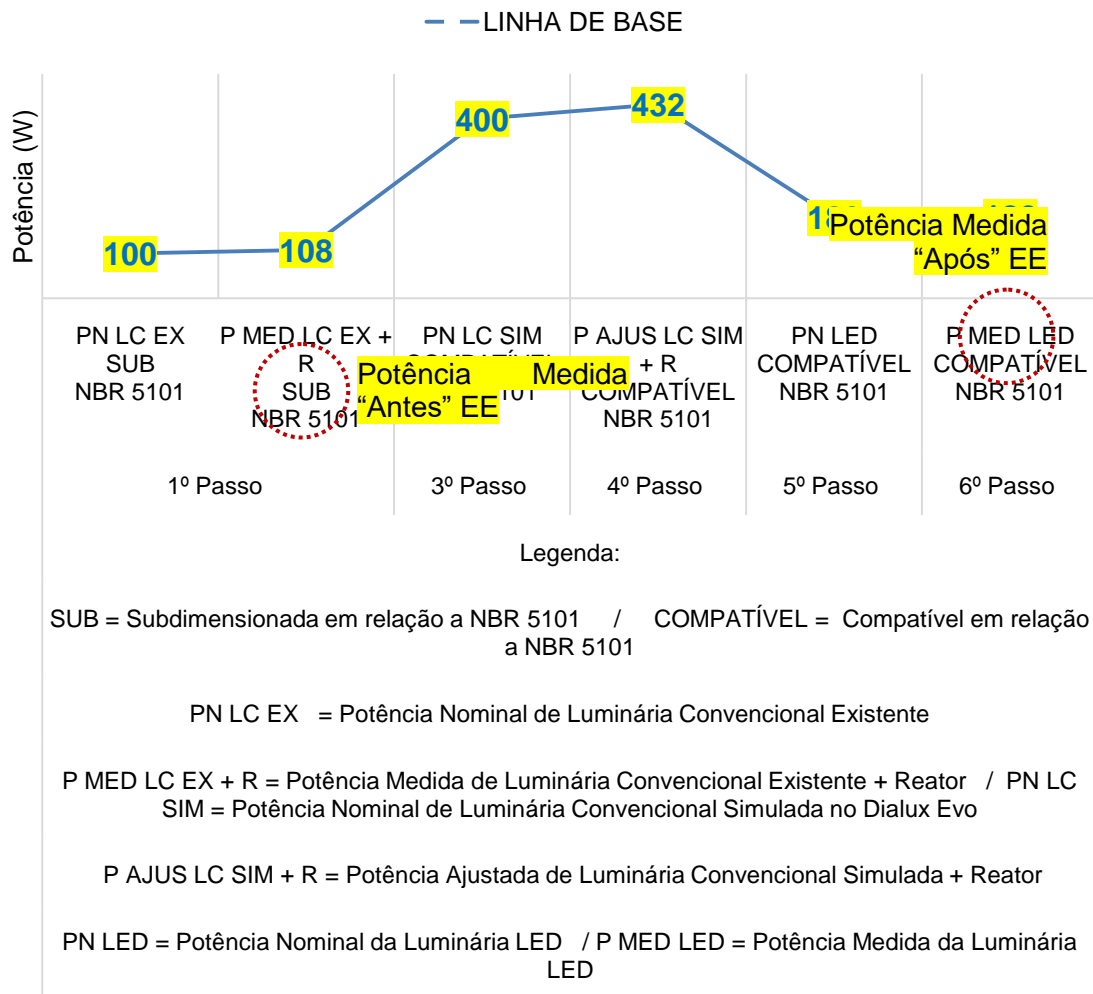 LINHA DE BASE
Potência (W)
100
108
400
432
Potência Medida
“Após” EE
PN LC EX
SUB
NBR 5101
P MED LC EX +
R
SUB
NBR 5101
PN LC SIM
P AJUS LC SIM
+ R
COMPATÍVEL
NBR 5101
PN LED
COMPATÍVEL
NBR 5101
P MED LED
COMPATÍVEL
NBR 5101
Potência Medida
“Antes” EE
1º Passo
3º Passo
4º Passo
5º Passo
6º Passo
Legenda:
SUB = Subdimensionada em relação a NBR 5101 / COMPATÍVEL = Compatível em relação
a NBR 5101
PN LC EX = Potência Nominal de Luminária Convencional Existente
P MED LC EX + R = Potência Medida de Luminária Convencional Existente + Reator / PN LC
SIM = Potência Nominal de Luminária Convencional Simulada no Dialux Evo
P AJUS LC SIM + R = Potência Ajustada de Luminária Convencional Simulada + Reator
PN LED = Potência Nominal da Luminária LED / P MED LED = Potência Medida da Luminária
LED